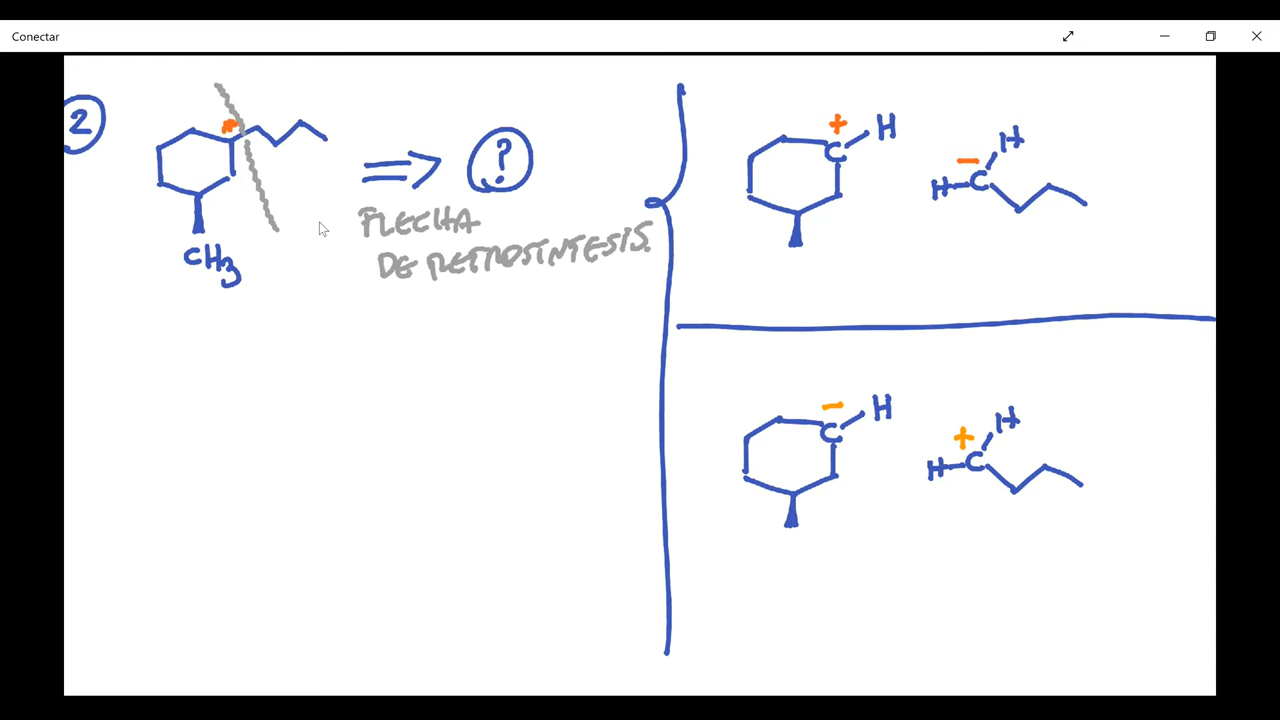 Conectar
2
?
CH3
FLECHA
DE RETROSINTESIS.
+
C H
H
-
H C
-
C H
H
+
H C